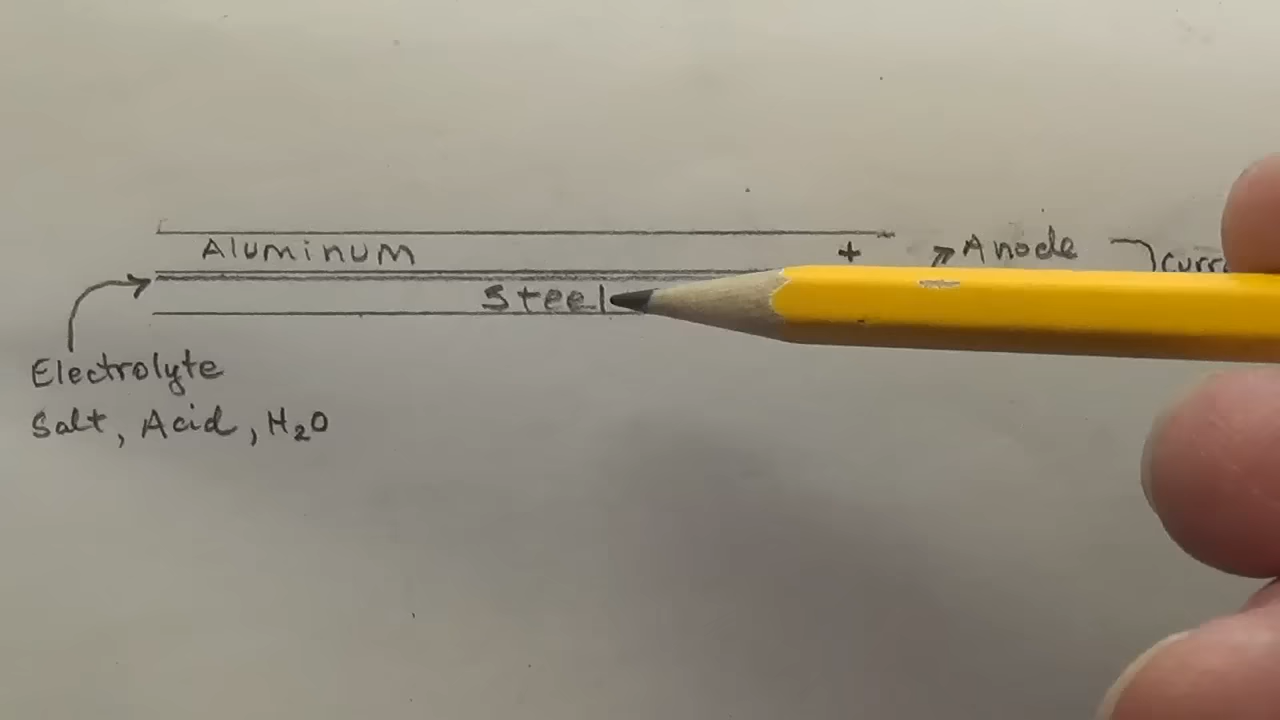 Aluminum + Anode
Steel
Electrolyte
Salt, Acid, H₂O